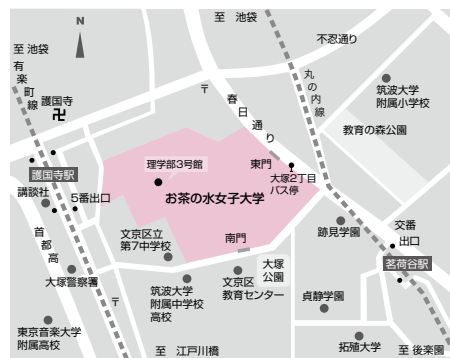 N
至 池袋
至 池袋
不忍通り
有楽町線
護国寺
卍
〒
春日通り
丸の内線
筑波大学
附属小学校
教育の森公園
理学部3号館
東門
大塚2丁目
バス停
お茶の水女子大学
護国寺駅
講談社
5番出口
首都高
文京区立
第7中学校
南門
跡見学園
交番
出口
茗荷谷駅
大塚警察署
〒
筑波大学
附属中学校
高校
文京区
教育センター
大塚
公園
貞静学園
東京音楽大学
附属高校
拓殖大学
至 江戸川橋
至 後楽園